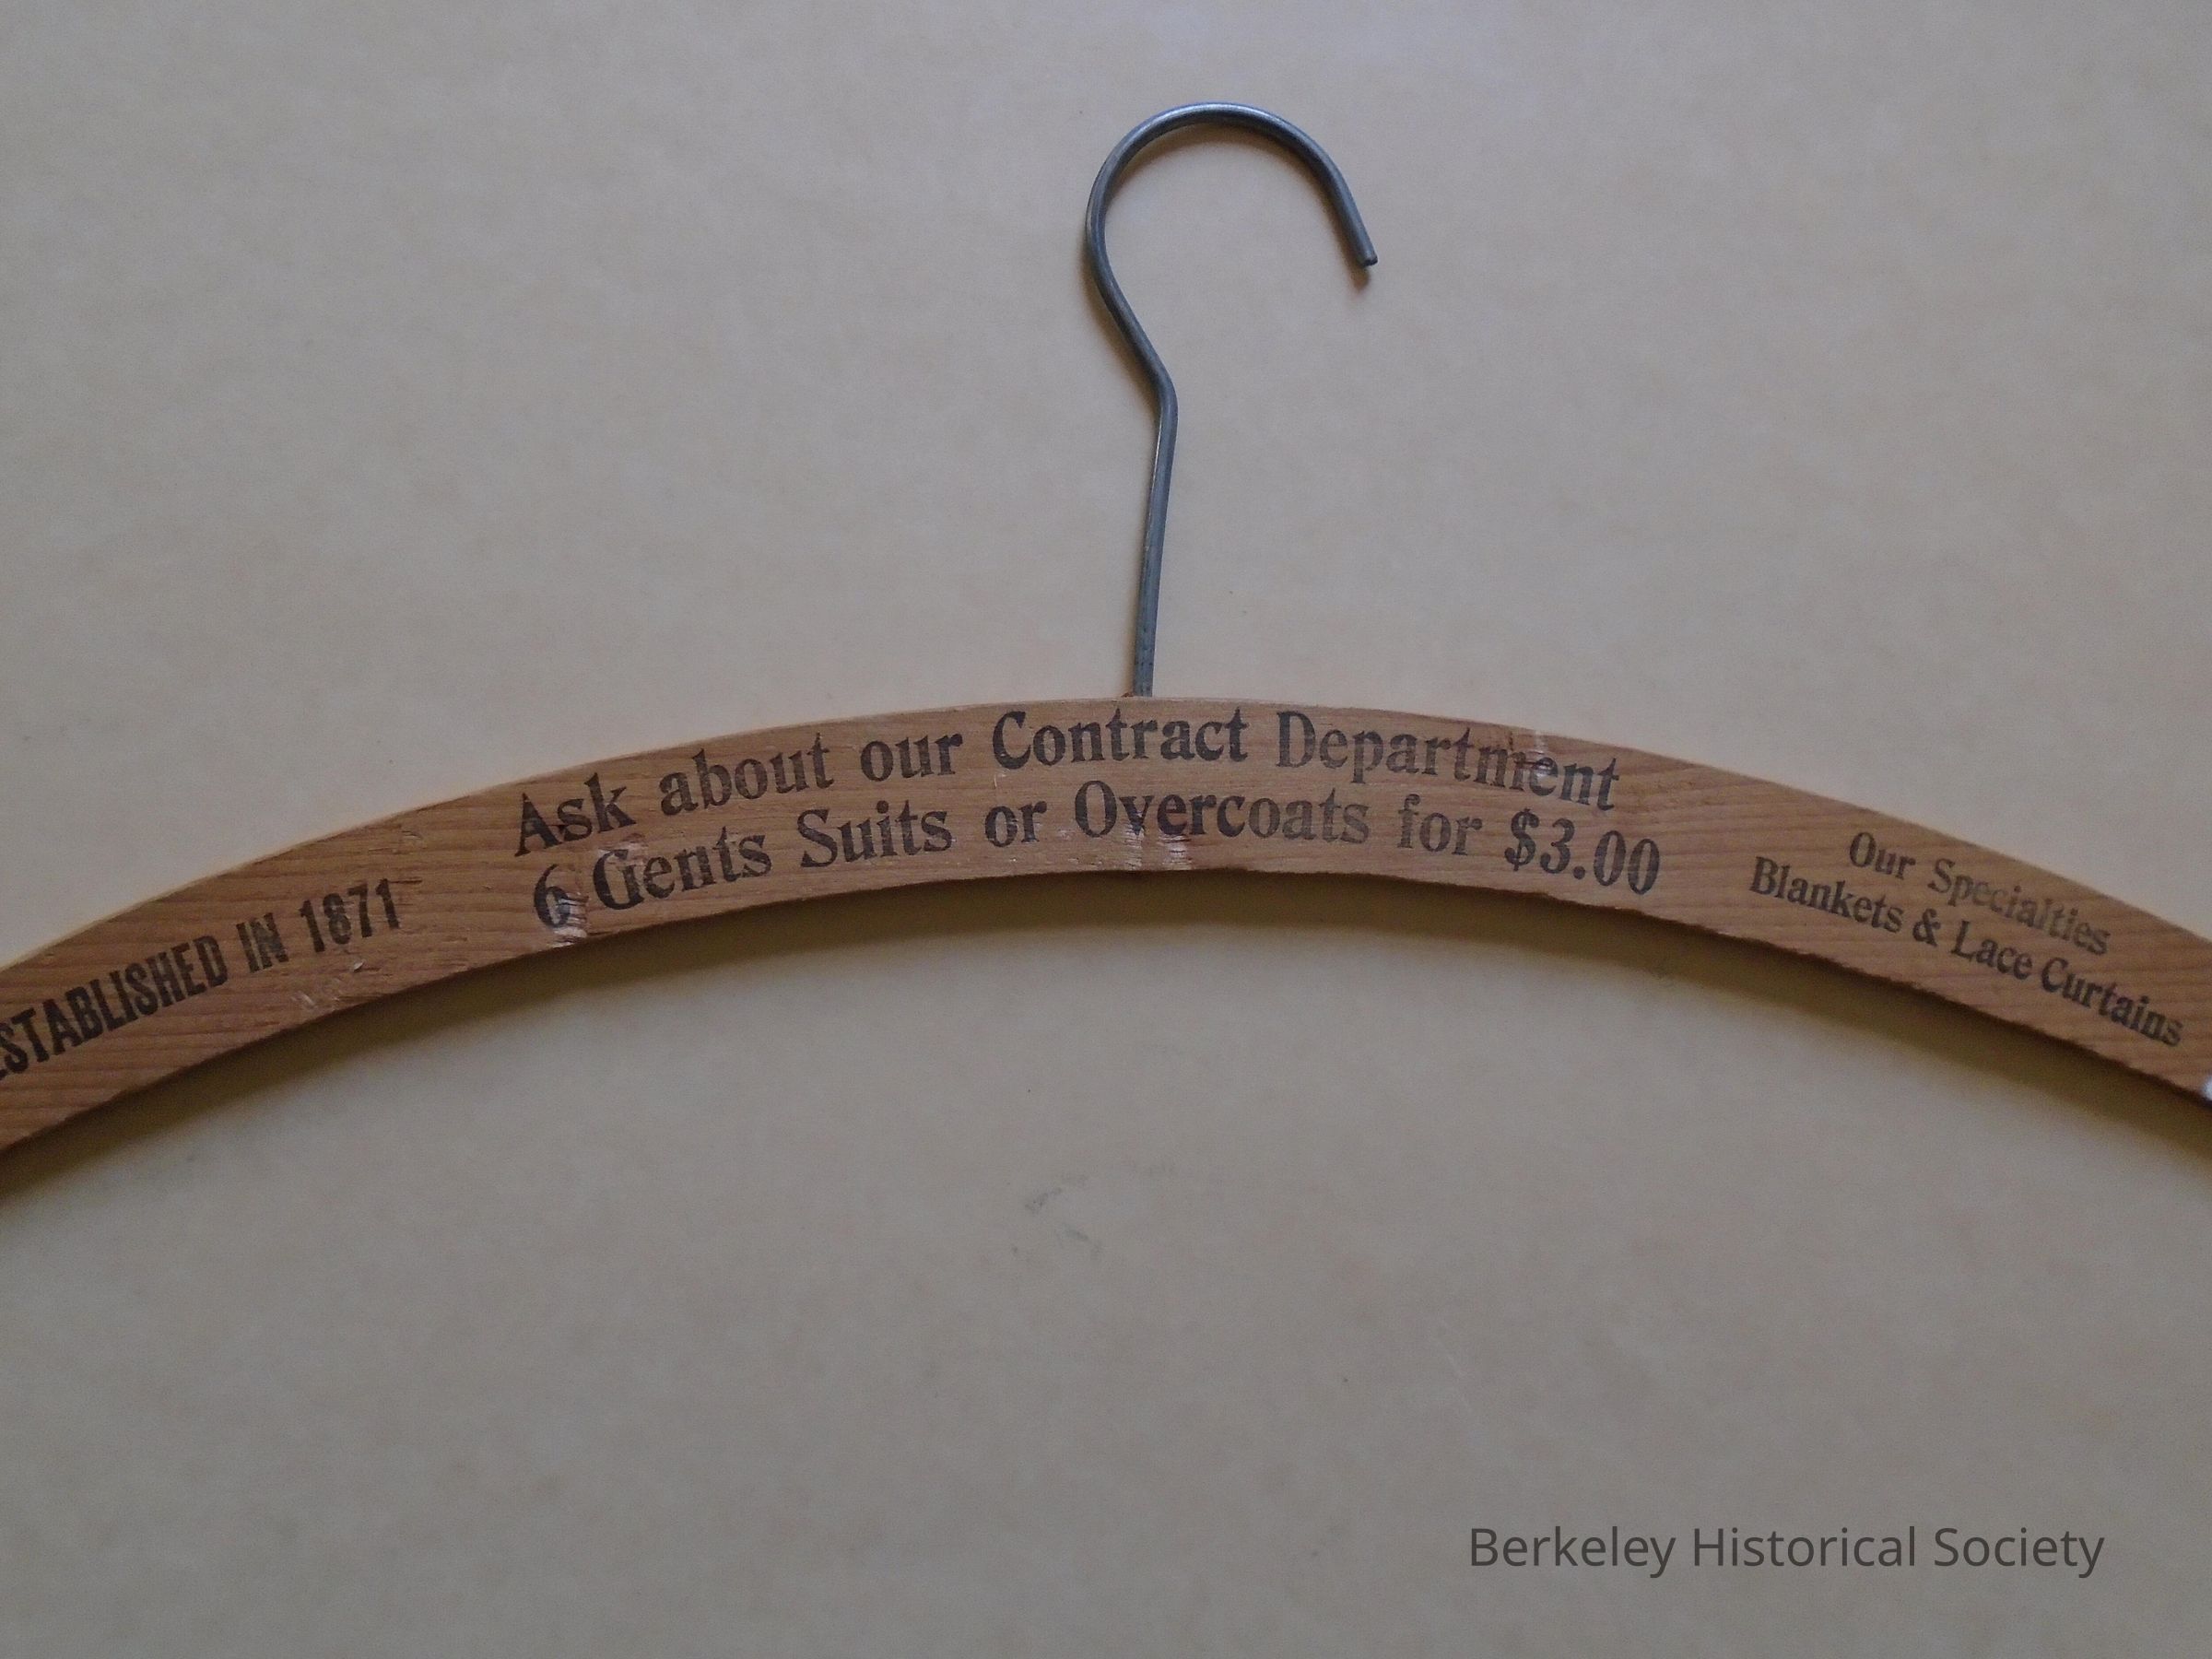 ESTABLISHED IN 1871
Ask about our Contract Department
6 Gents Suits or Overcoats for $3.00
Our Specialties
Blankets & Lace Curtains
Berkeley Historical Society